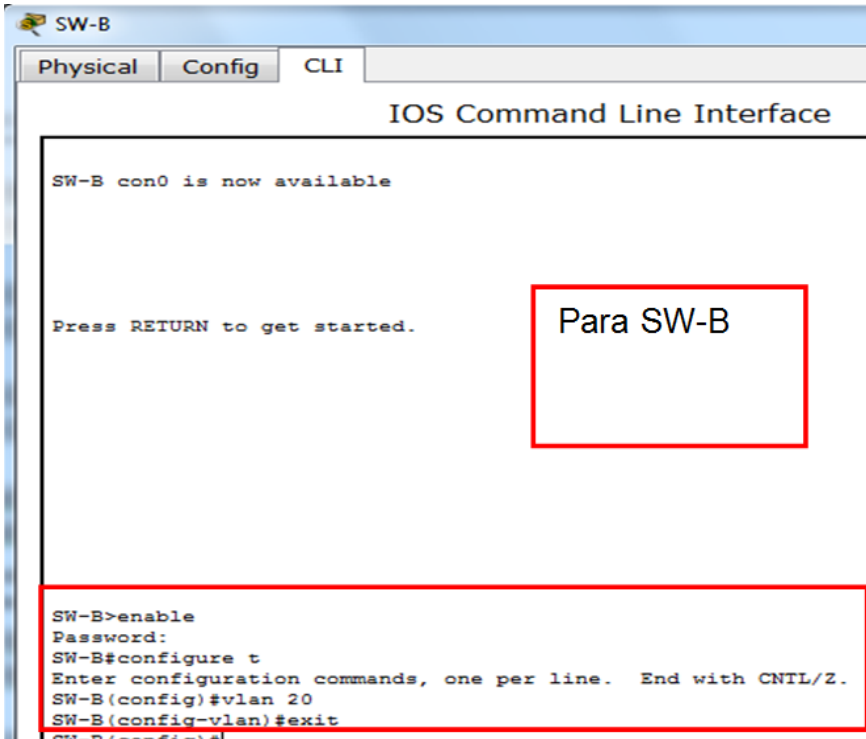 SW-B
Physical Config CLI
IOS Command Line Interface
SW-B con0 is now available
Press RETURN to get started.
Para SW-B
SW-B>enable
Password:
SW-B#configure t
Enter configuration commands, one per line.  End with CNTL/Z.
SW-B(config)#vlan 20
SW-B(config-vlan)#exit
SW-B(config)#